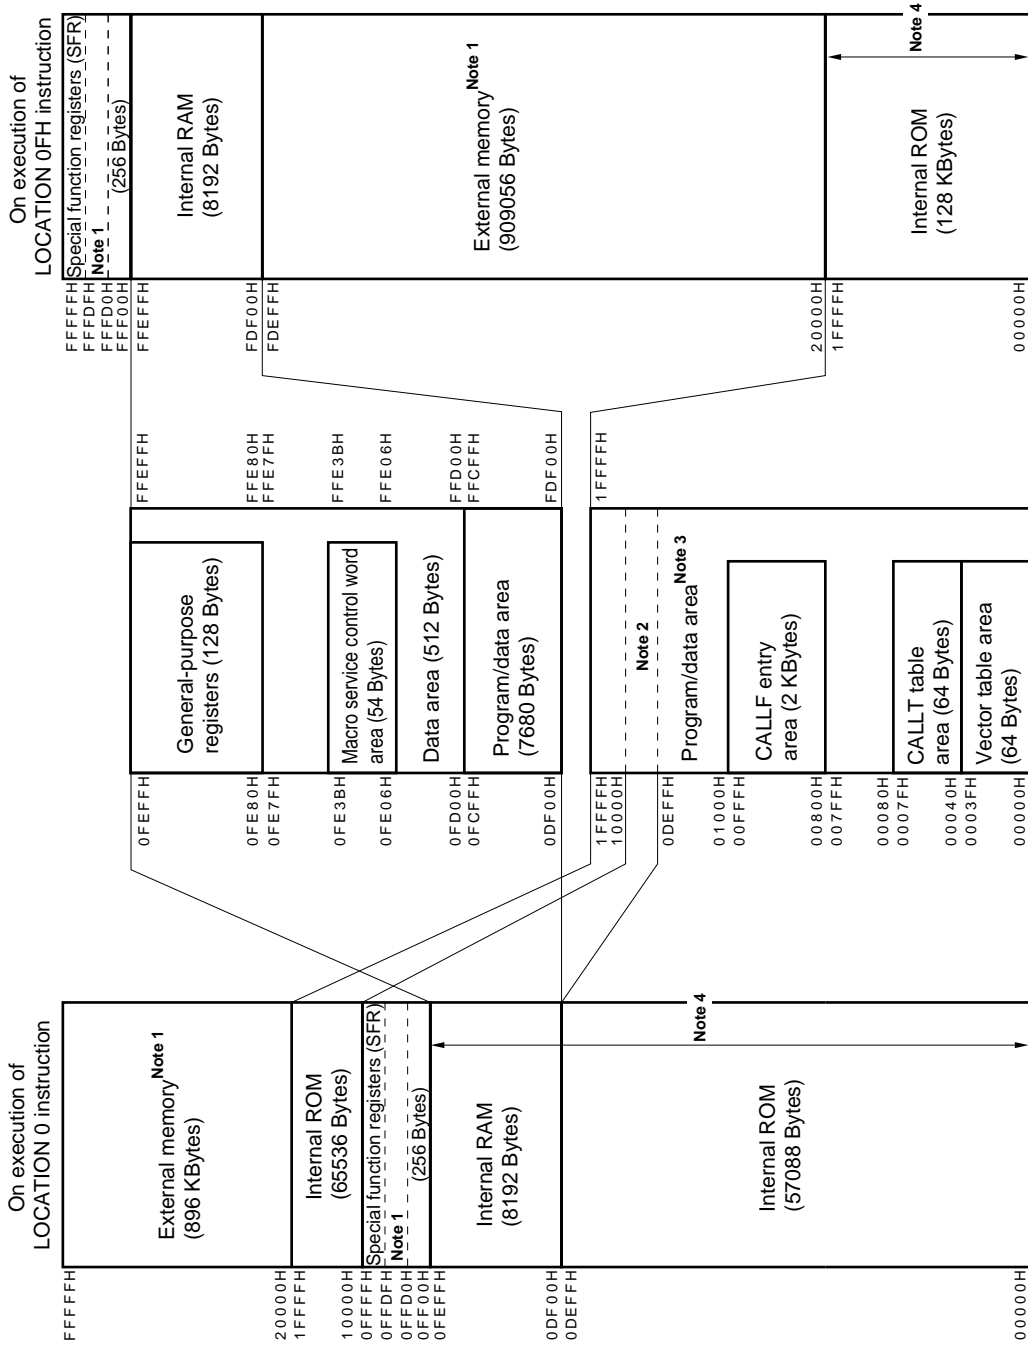 On execution of
LOCATION 0 instruction
FFFFFH
External memory Note 1
(896 KBytes)
20000H
1FFFFH
Internal ROM
(65536 Bytes)
10000H
0FFFFH
Special function registers (SFR)
0FFDFH
Note 1
0FFD0H
(256 Bytes)
0FF00H
0FEFFH
Internal RAM
(8192 Bytes)
0DF00H
0DEFFH
Note 4
Internal ROM
(57088 Bytes)
00000H
0FEFFH
General-purpose
registers (128 Bytes)
0FE80H
0FE7FH
0FE3BH
Macro service control word
area (54 Bytes)
0FE06H
Data area (512 Bytes)
0FD00H
0FCFFH
Program/data area
(7680 Bytes)
0DF00H
FFEFFH
FFE80H
FFE7FH
FFE3BH
FFE06H
FFD00H
FFCFFH
FDF00H
1FFFFH
10000H
Note 2
0DEFFH
Program/data area Note 3
01000H
00FFFH
CALLF entry
area (2 KBytes)
00800H
007FFH
00080H
0007FH
CALLT table
area (64 Bytes)
00040H
0003FH
Vector table area
(64 Bytes)
00000H
1FFFFH
On execution of
LOCATION 0FH instruction
FFFFFH
Special function registers (SFR)
FFFDFH
Note 1
FFFD0H
(256 Bytes)
FFF00H
FFEFFH
Internal RAM
(8192 Bytes)
FDF00H
FDEFFH
External memory Note 1
(909056 Bytes)
20000H
1FFFFH
Note 4
Internal ROM
(128 KBytes)
00000H